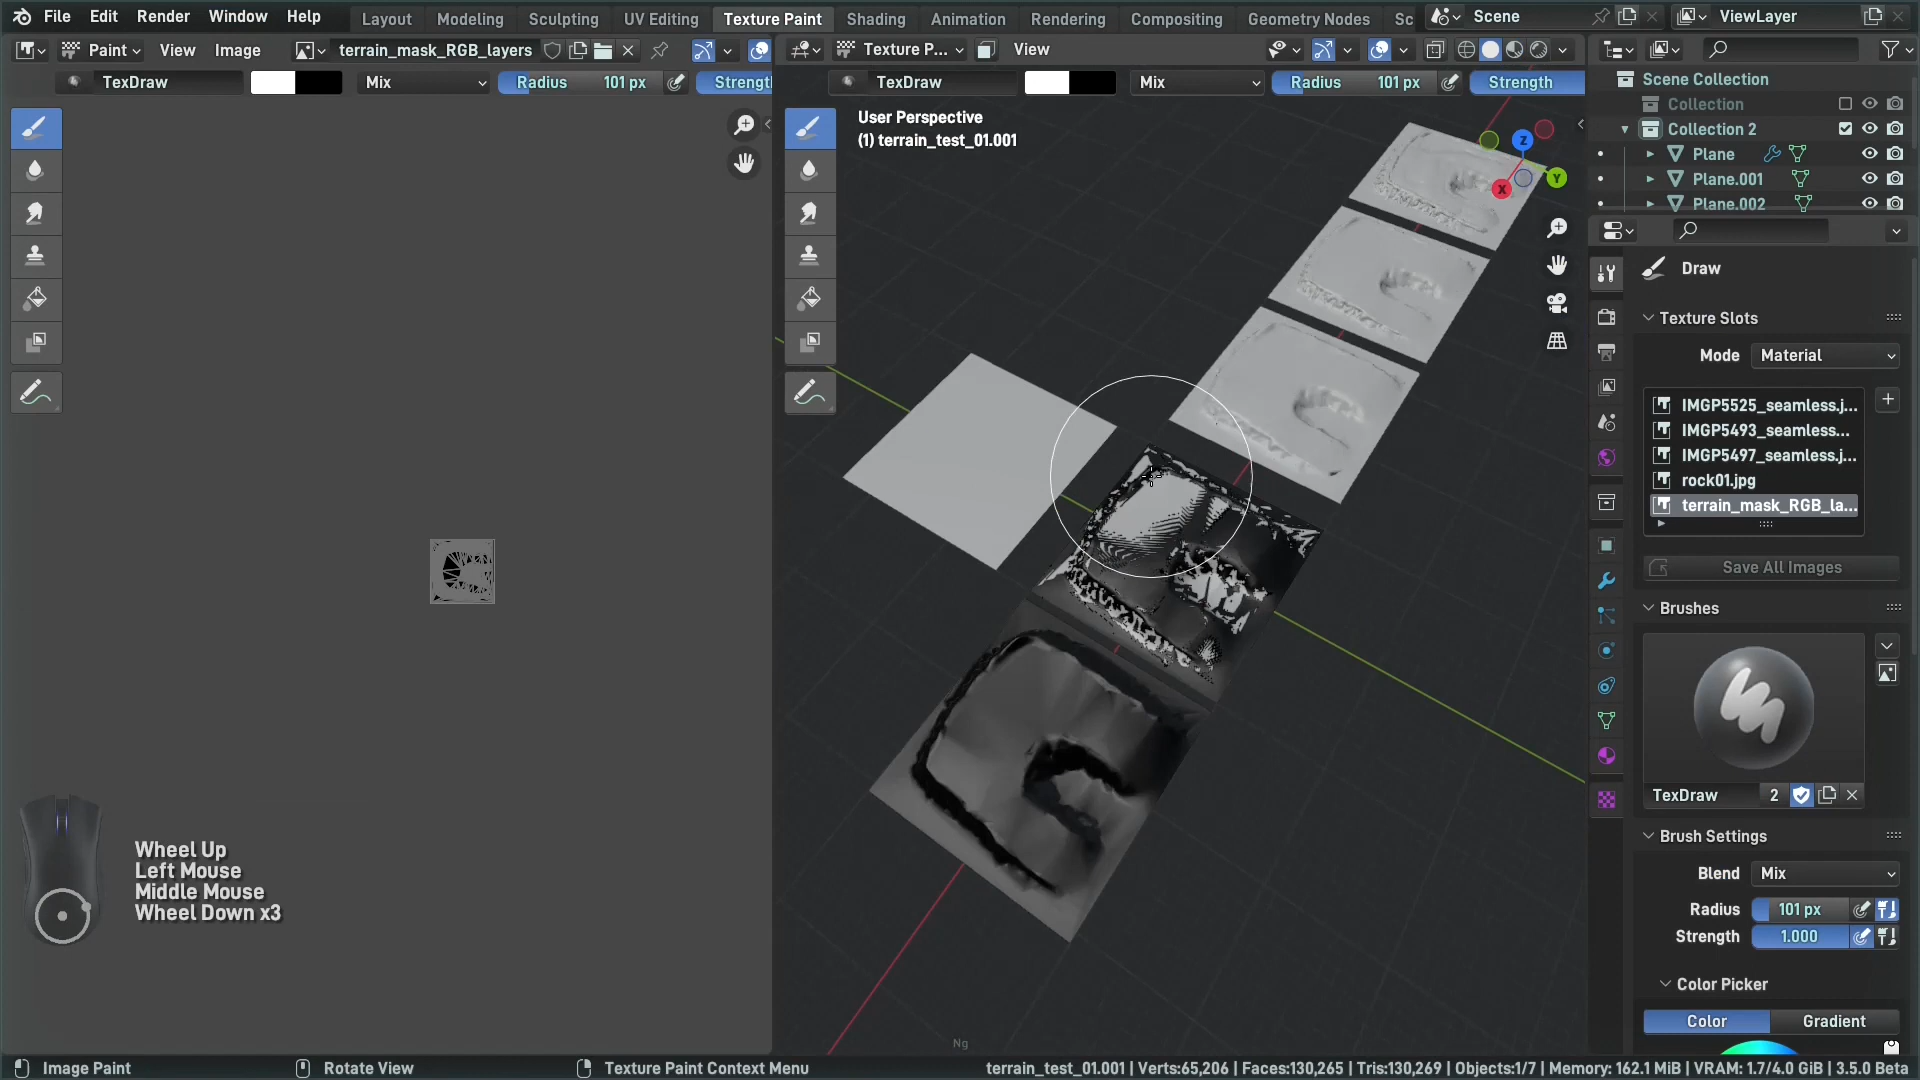 File Edit Render Window Help Layout Modeling Sculpting UV Editing Texture Paint Shading Animation Rendering Compositing Geometry Nodes Sc Scene ViewLayer
Paint View Image terrain_mask_RGB_layers Texture P... View
TexDraw Mix Radius 101 px Strengt TexDraw Mix Radius 101 px Strength
User Perspective
(1) terrain_test_01.001
Z
Y
X
Scene Collection
Collection
Collection 2
Plane
Plane.001
Plane.002
Draw
Texture Slots
Mode Material
IMGP5525_seamless.j...
IMGP5493_seamless...
IMGP5497_seamless.j...
rock01.jpg
terrain_mask_RGB_la...
Save All Images
Brushes
TexDraw 2
Brush Settings
Blend Mix
Radius 101 px
Strength 1.000
Color Picker
Color Gradient
Wheel Up
Left Mouse
Middle Mouse
Wheel Down x3
Ng
Image Paint Rotate View Texture Paint Context Menu terrain_test_01.001 | Verts:65,206 | Faces:130,265 | Tris:130,269 | Objects:1/7 | Memory: 162.1 MiB | VRAM: 1.7/4.0 GiB | 3.5.0 Beta